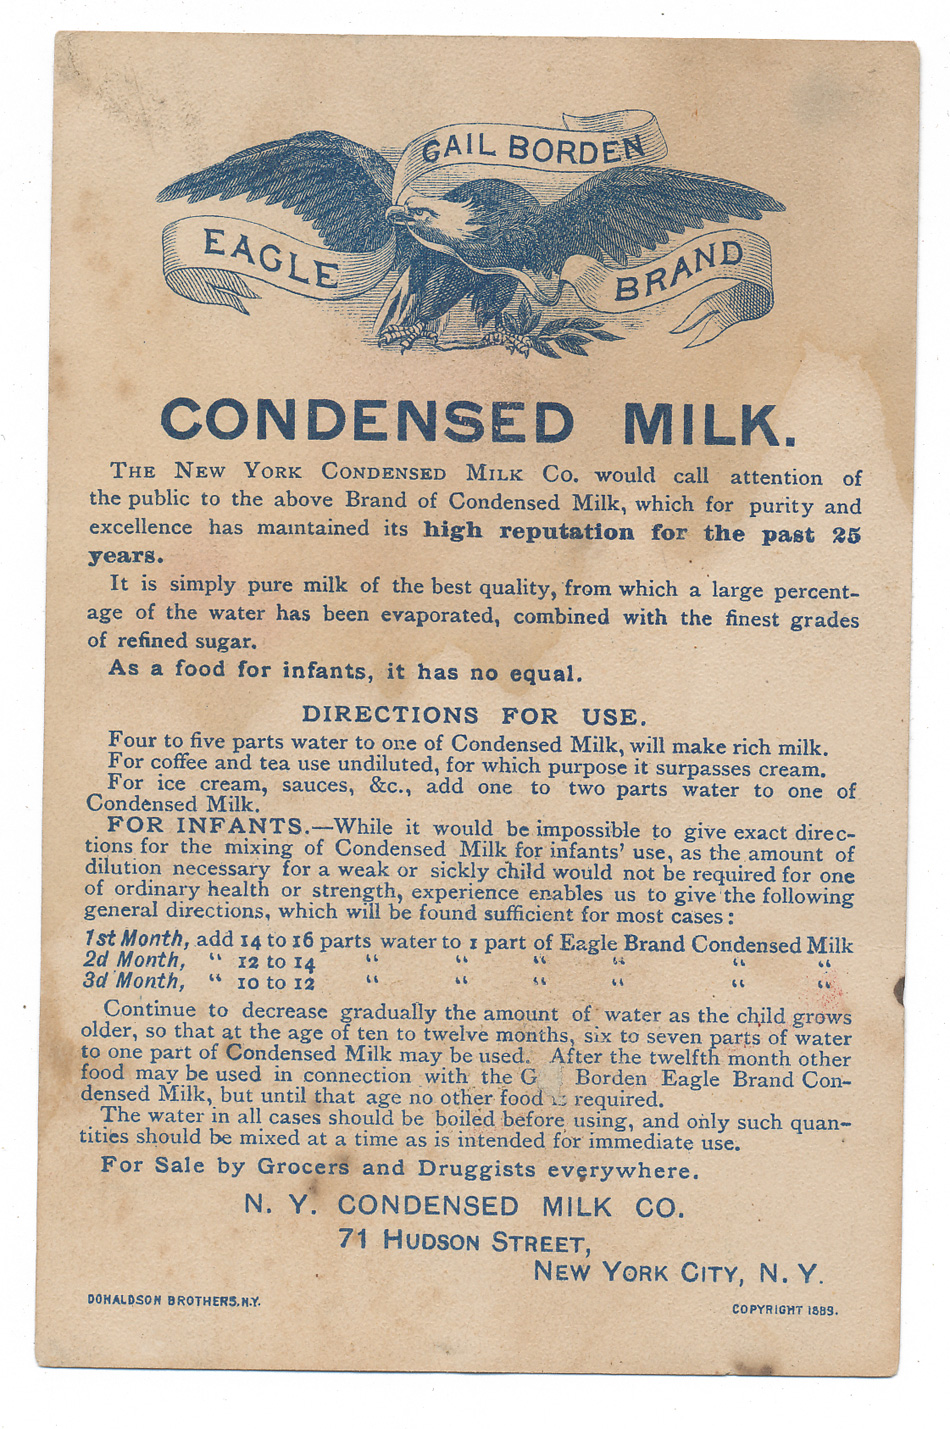 GAIL BORDEN
EAGLE BRAND
CONDENSED MILK.
THE NEW YORK CONDENSED MILK CO. would call attention of
the public to the above Brand of Condensed Milk, which for purity and
excellence has maintained its high reputation for the past 25
years.
It is simply pure milk of the best quality, from which a large percent-
age of the water has been evaporated, combined with the finest grades
of refined sugar.
As a food for infants, it has no equal.
DIRECTIONS FOR USE.
Four to five parts water to one of Condensed Milk, will make rich milk.
For coffee and tea use undiluted, for which purpose it surpasses cream.
For ice cream, sauces, &c., add one to two parts water to one of
Condensed Milk.
FOR INFANTS.—While it would be impossible to give exact direc-
tions for the mixing of Condensed Milk for infants' use, as the amount of
dilution necessary for a weak or sickly child would not be required for one
of ordinary health or strength, experience enables us to give the following
general directions, which will be found sufficient for most cases:
1st Month, add 14 to 16 parts water to 1 part of Eagle Brand Condensed Milk
2d Month, " 12 to 14 " " " " " "
3d Month, " 10 to 12 " " " " " "
Continue to decrease gradually the amount of water as the child grows
older, so that at the age of ten to twelve months, six to seven parts of water
to one part of Condensed Milk may be used. After the twelfth month other
food may be used in connection with the G Borden Eagle Brand Con-
densed Milk, but until that age no other food is required.
The water in all cases should be boiled before using, and only such quan-
tities should be mixed at a time as is intended for immediate use.
For Sale by Grocers and Druggists everywhere.
N. Y. CONDENSED MILK CO.
71 HUDSON STREET,
NEW YORK CITY, N. Y.
DONALDSON BROTHERS, N.Y.
COPYRIGHT 1889.